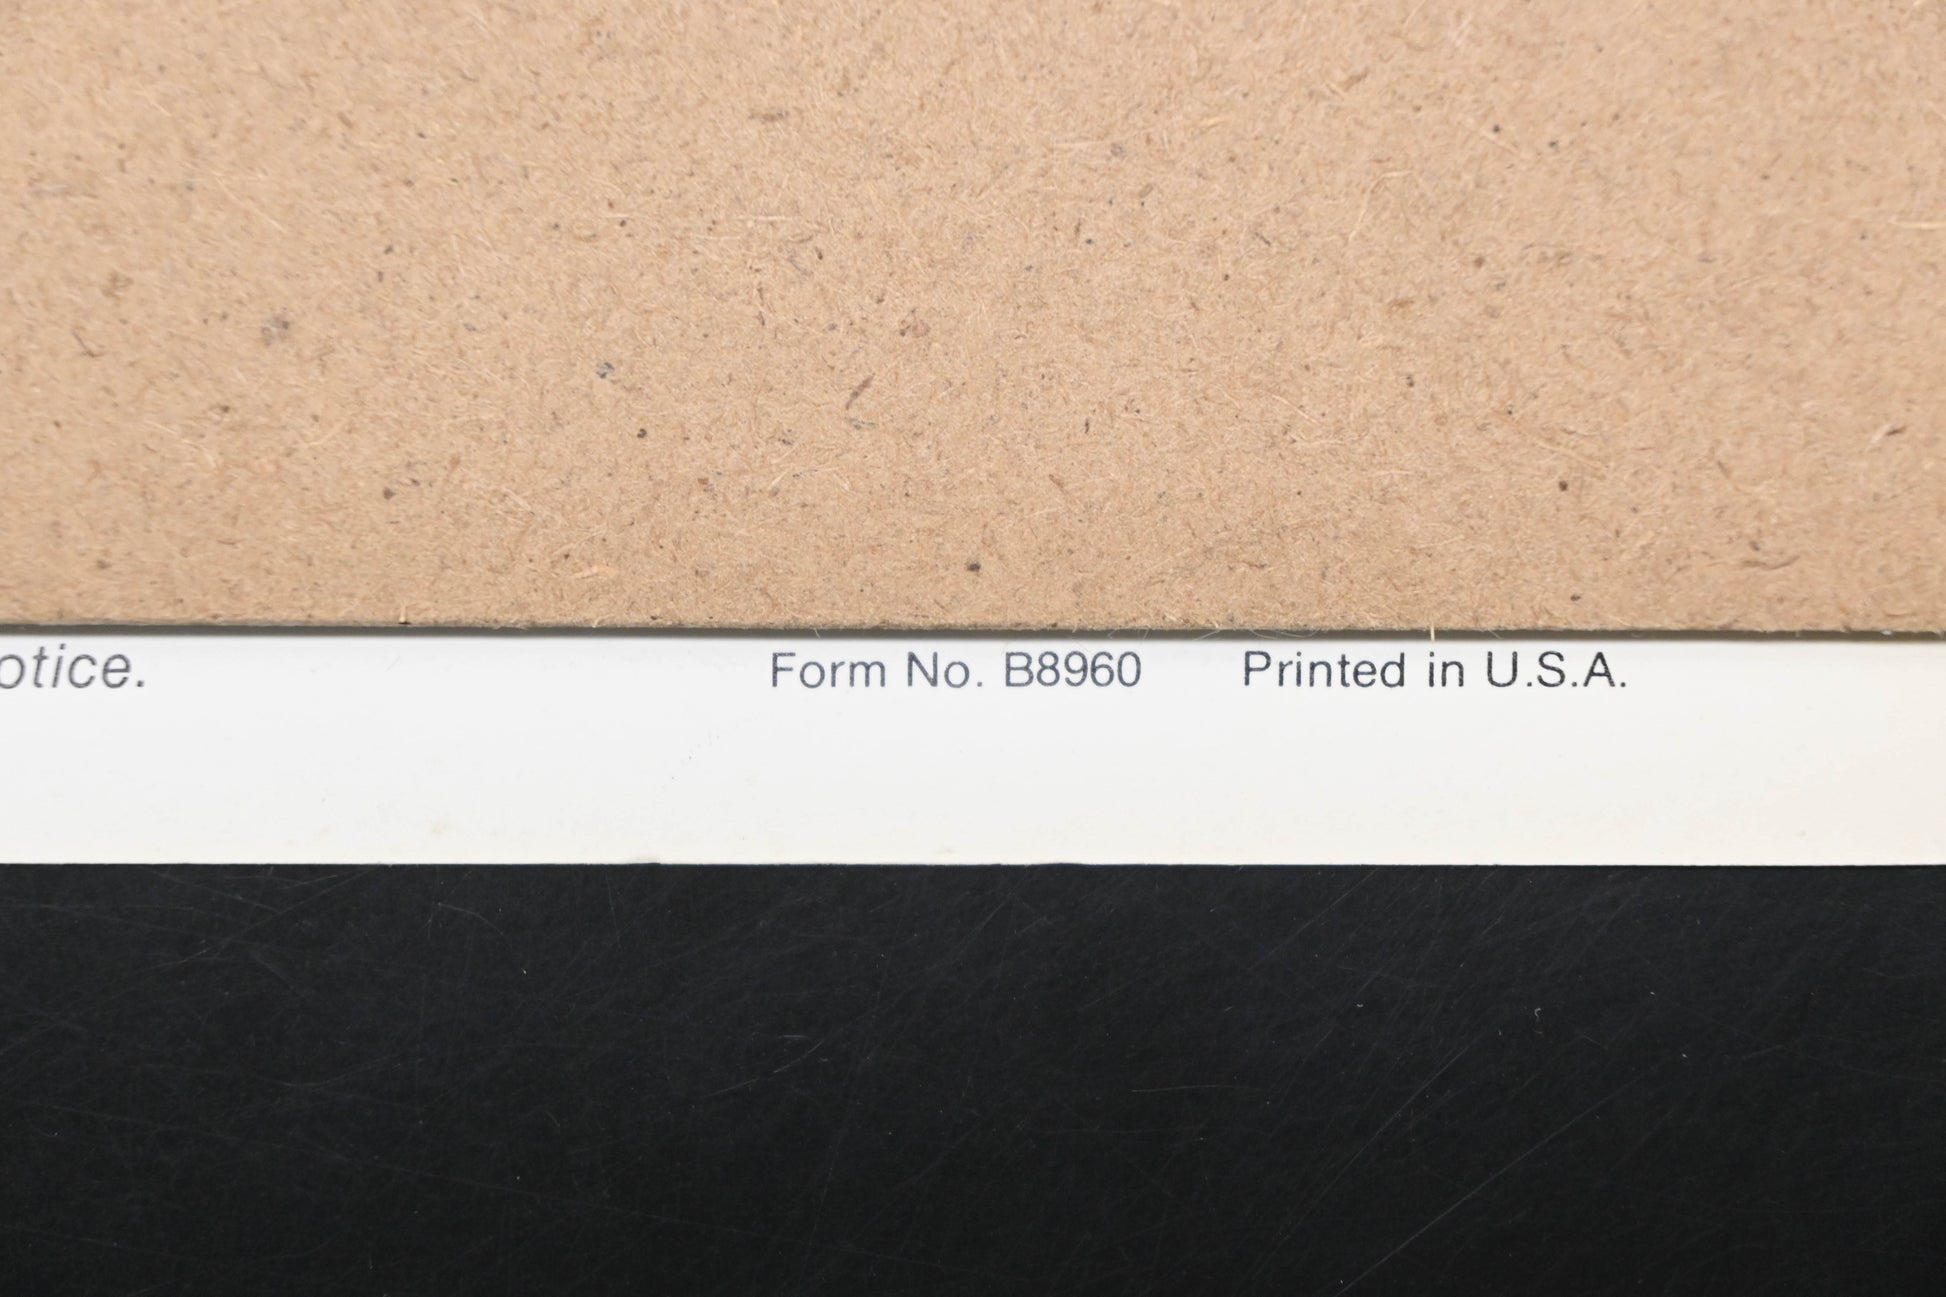 otice. Form No. B8960 Printed in U.S.A.